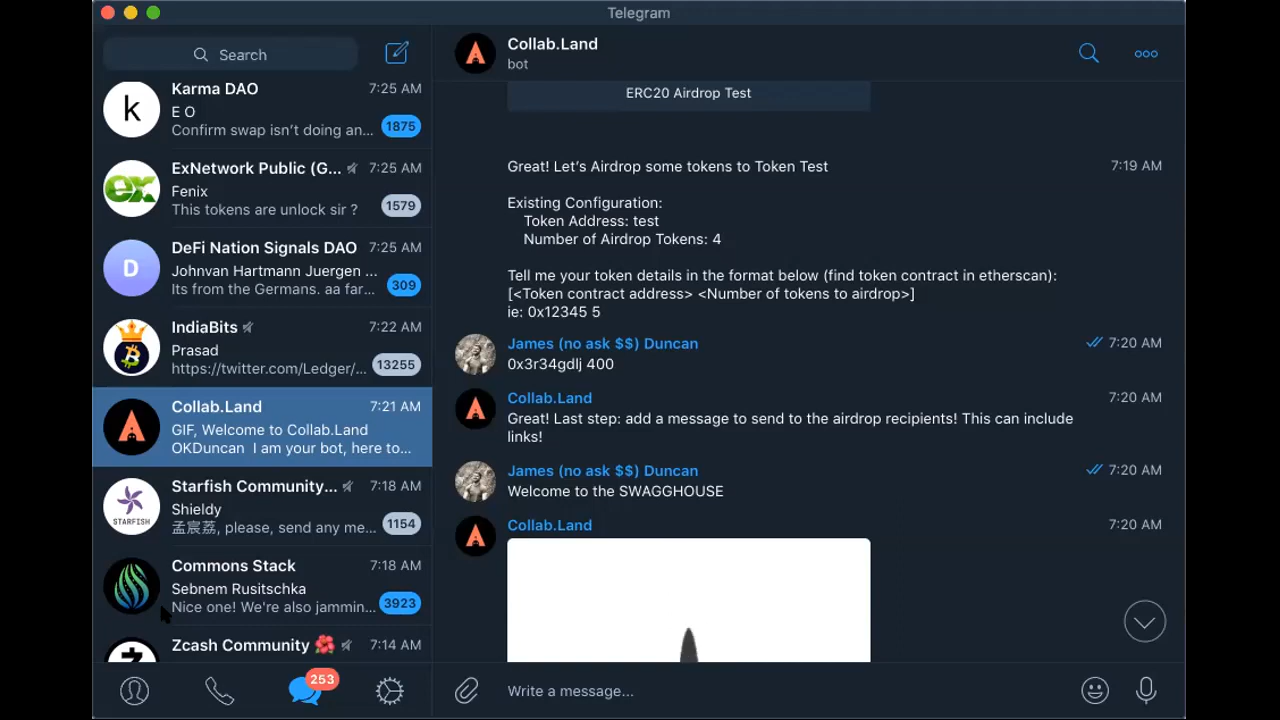 Telegram
Search
Karma DAO 7:25 AM
E O
Confirm swap isn't doing an... 1875
ExNetwork Public (G... 7:25 AM
Fenix
This tokens are unlock sir ? 1579
DeFi Nation Signals DAO 7:25 AM
Johnvan Hartmann Juergen ...
Its from the Germans. aa far... 309
IndiaBits 7:22 AM
Prasad
https://twitter.com/Ledger/... 13255
Collab.Land 7:21 AM
GIF, Welcome to Collab.Land
OKDuncan I am your bot, here to...
Starfish Community... 7:18 AM
Shieldy
孟宸荔, please, send any me... 1154
Commons Stack 7:18 AM
Sebnem Rusitschka
Nice one! We're also jammin... 3923
Zcash Community 🌺 7:14 AM
253
k
ex
D
STARFISH
Collab.Land
bot
ERC20 Airdrop Test
Great! Let's Airdrop some tokens to Token Test 7:19 AM
Existing Configuration:
Token Address: test
Number of Airdrop Tokens: 4
Tell me your token details in the format below (find token contract in etherscan):
[<Token contract address> <Number of tokens to airdrop>]
ie: 0x12345 5
James (no ask $$) Duncan 7:20 AM
0x3r34gdlj 400
Collab.Land 7:20 AM
Great! Last step: add a message to send to the airdrop recipients! This can include
links!
James (no ask $$) Duncan 7:20 AM
Welcome to the SWAGGHOUSE
Collab.Land 7:20 AM
Write a message...